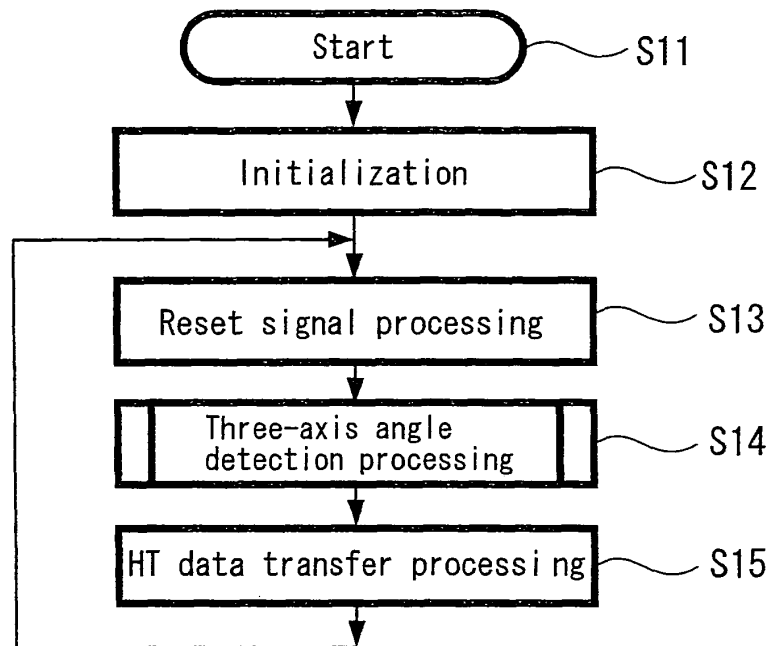 Start
S11
Initialization
S12
Reset signal processing
S13
Three-axis angle
detection processing
S14
HT data transfer processing
S15